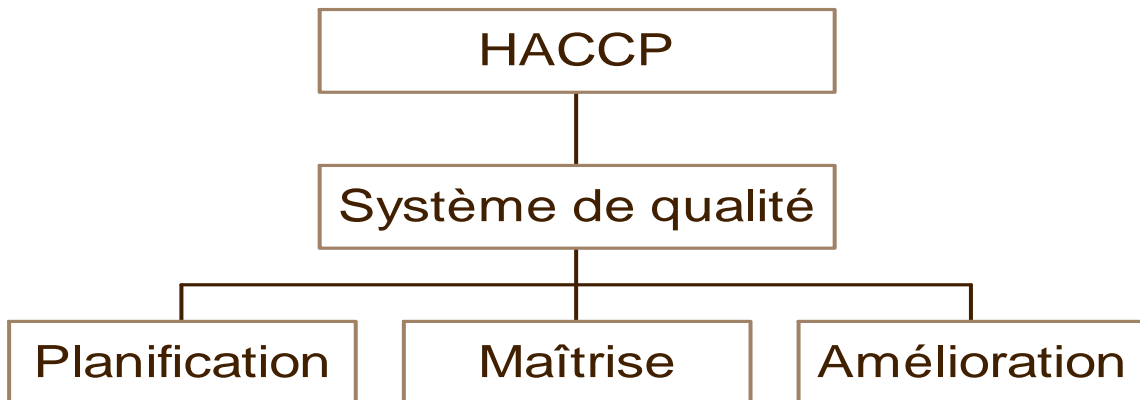 HACCP
Système de qualité
Planification
Maîtrise
Amélioration